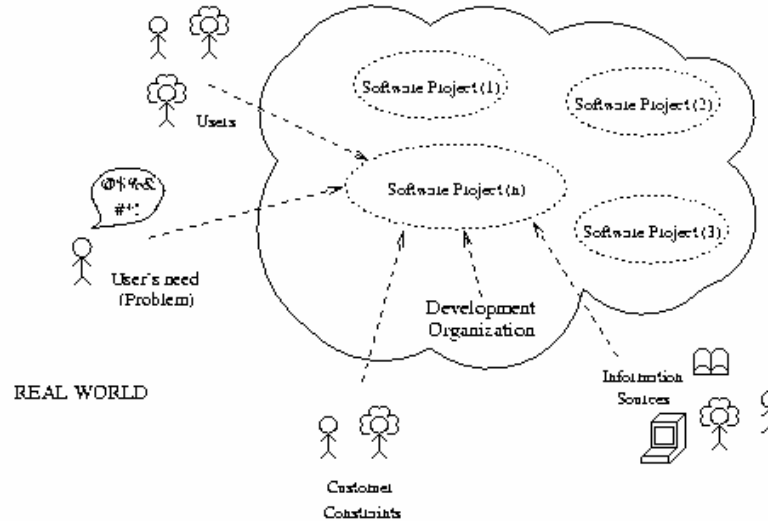 Software Project (1)
Software Project (2)
Users
Software Project (n)
@$%&
#*!
Software Project (3)
User's need
(Problem)
Development
Organization
Information
Sources
REAL WORLD
Customer
Constraints